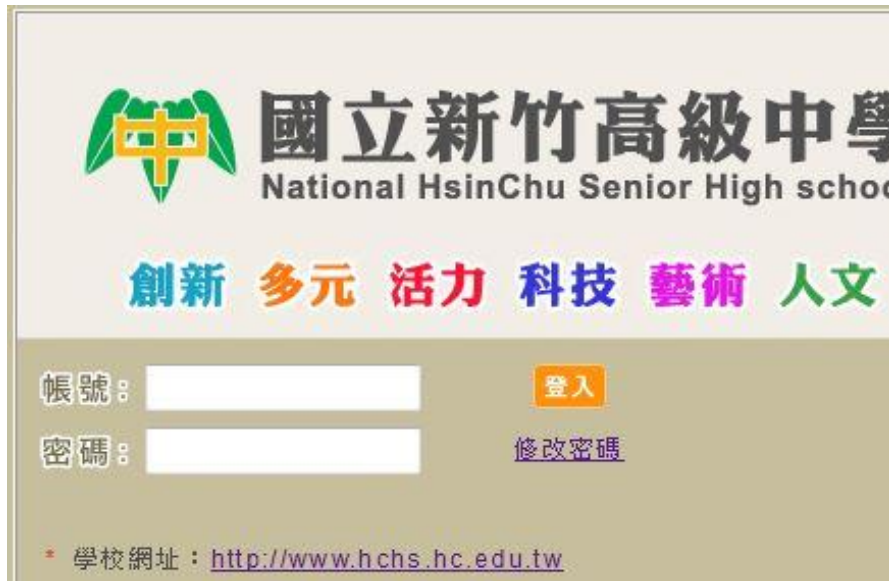 中 國立新竹高級中學
National HsinChu Senior High schoo
創新 多元 活力 科技 藝術 人文
帳號： 登入
密碼： 修改密碼
* 學校網址：http://www.hchs.hc.edu.tw